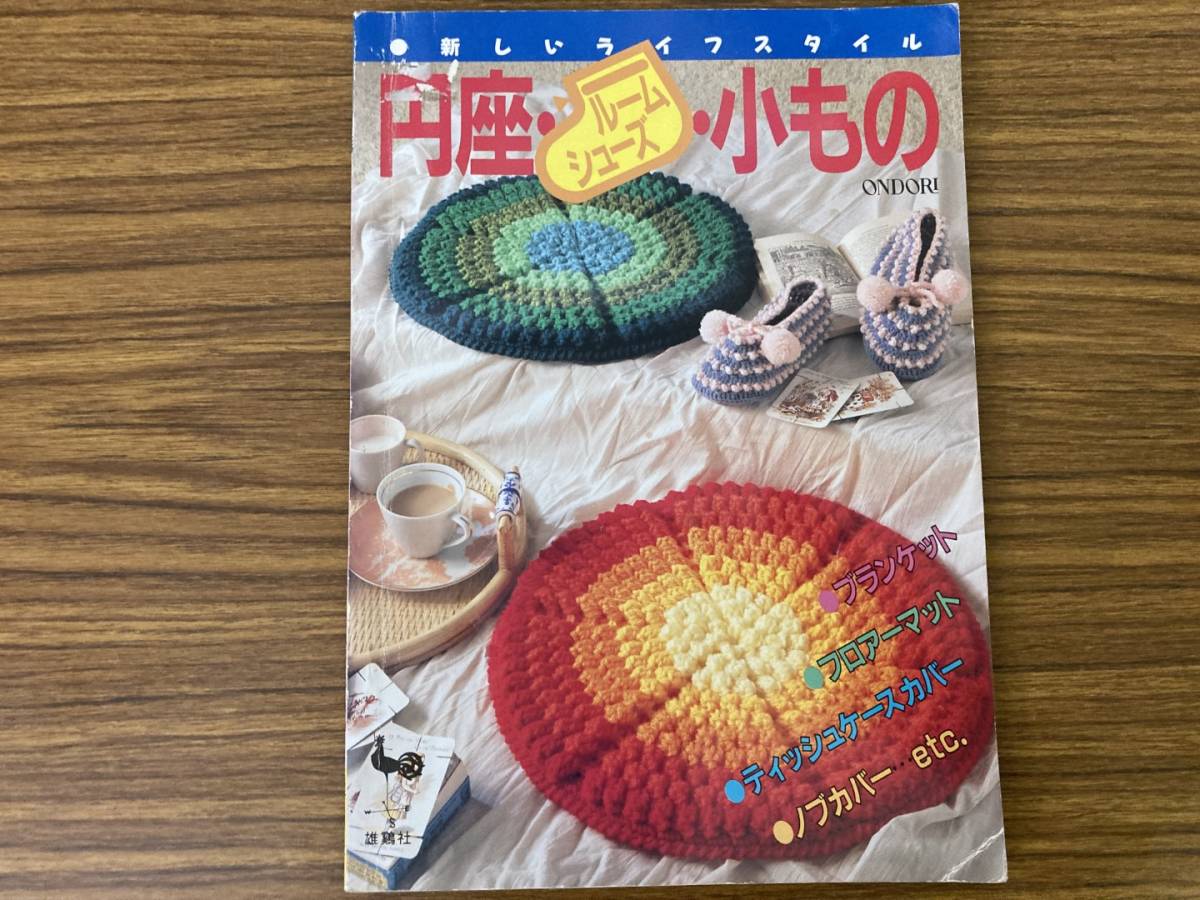 ●新しいライフスタイル
円座・ルームシューズ・小もの
ONDORI
●ブランケット
●フロアーマット
●ティッシュケースカバー
●ノブカバー…etc.
W E
S
雄鶏社